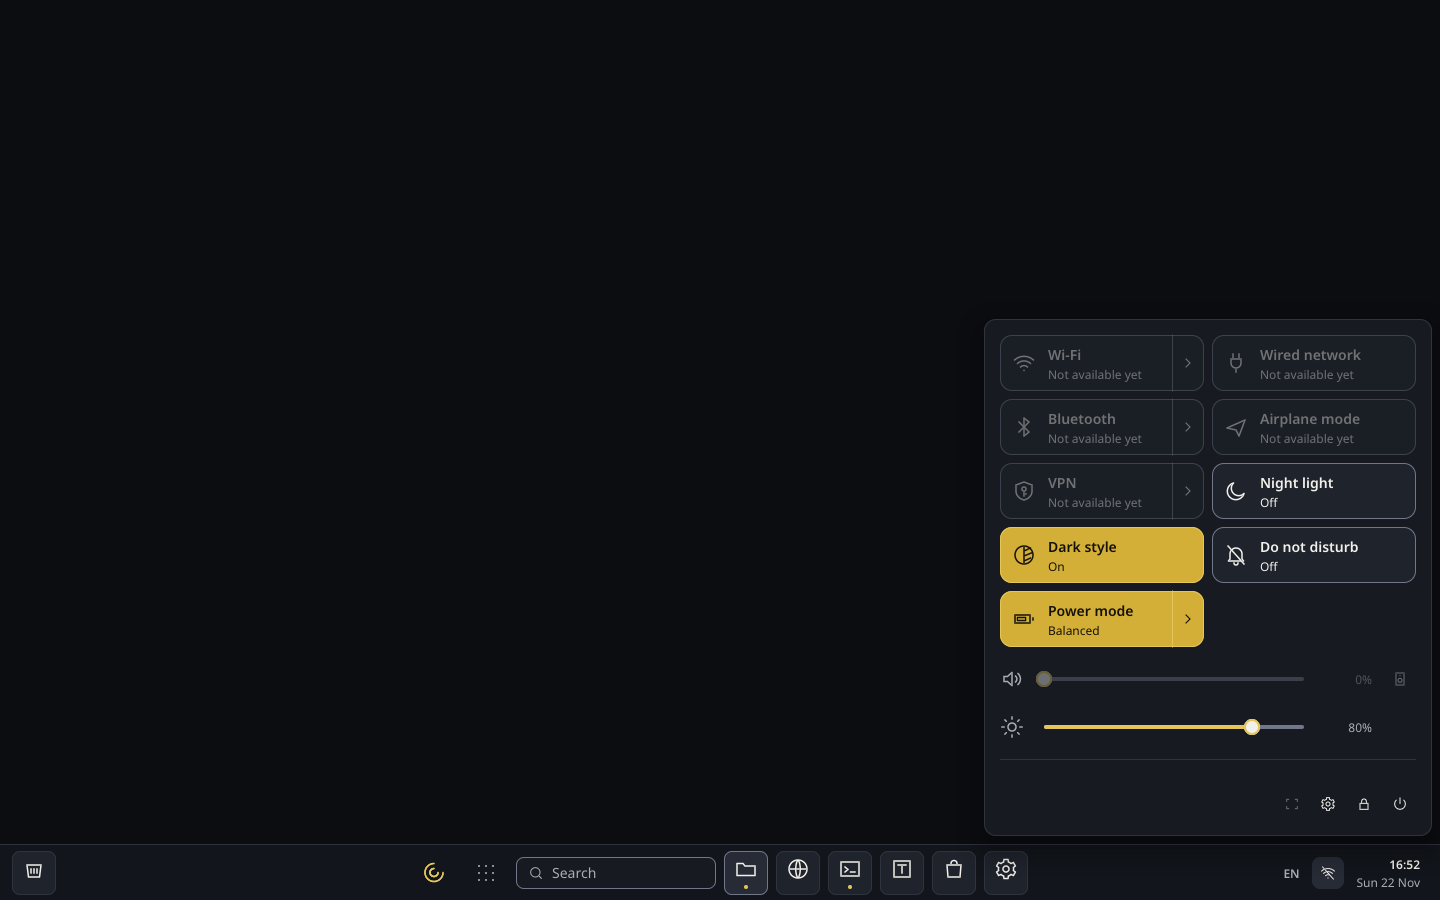 Wi-Fi
Not available yet
Wired network
Not available yet
Bluetooth
Not available yet
Airplane mode
Not available yet
VPN
Not available yet
Night light
Off
Dark style
On
Do not disturb
Off
Power mode
Balanced
0%
80%
Search
EN
16:52
Sun 22 Nov